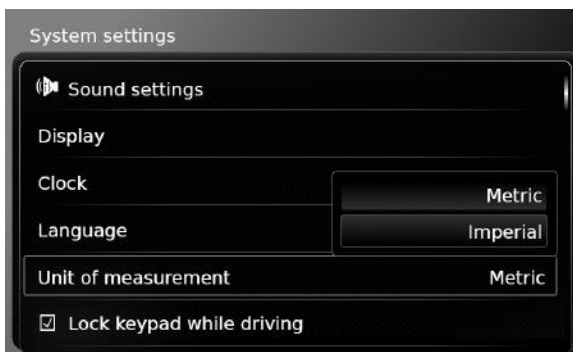 System settings
Sound settings
Display
Clock
Metric
Language
Imperial
Unit of measurement
Metric
Lock keypad while driving